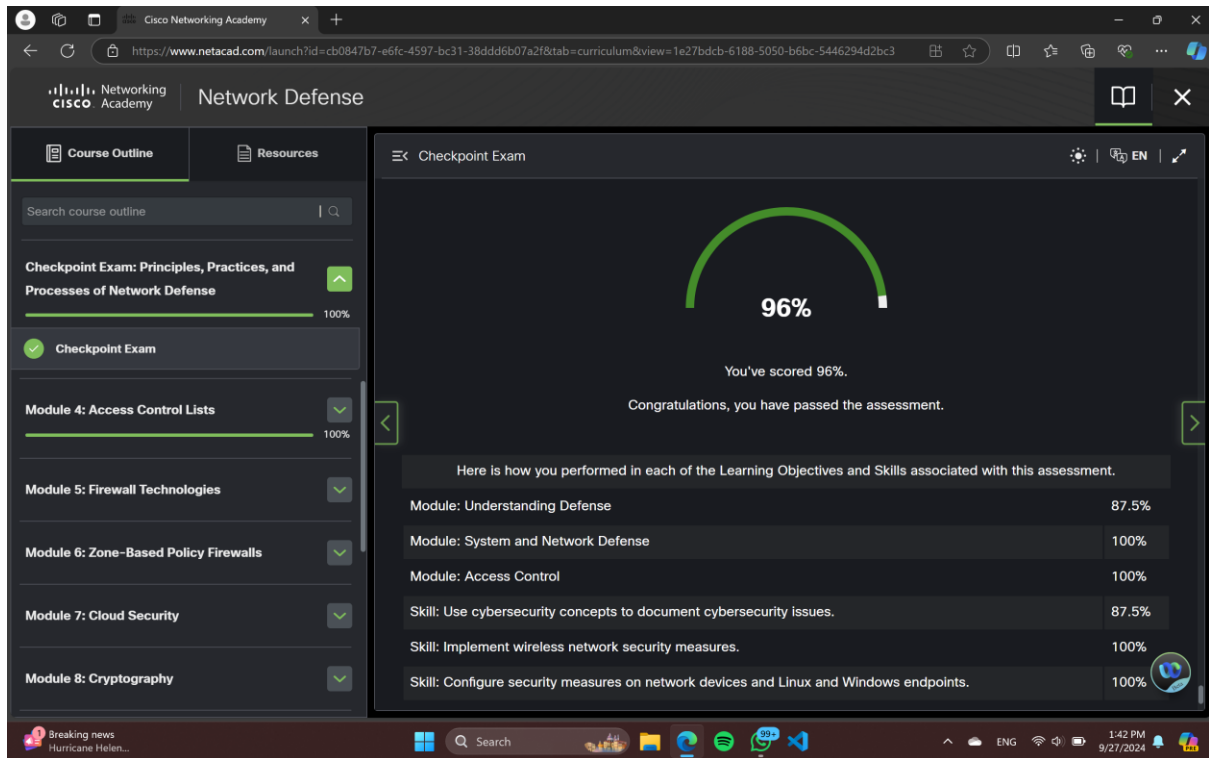 Cisco Networking Academy
https://www.netacad.com/launch?id=cb0847b7-e6fc-4597-bc31-38ddd6b07a2f&tab=curriculum&view=1e27bdcb-6188-5050-b6bc-5446294d2bc3
Networking
CISCO Academy
Network Defense
Course Outline
Resources
Search course outline
Checkpoint Exam: Principles, Practices, and
Processes of Network Defense
100%
Checkpoint Exam
Module 4: Access Control Lists
100%
Module 5: Firewall Technologies
Module 6: Zone-Based Policy Firewalls
Module 7: Cloud Security
Module 8: Cryptography
Checkpoint Exam
EN
96%
You've scored 96%.
Congratulations, you have passed the assessment.
Here is how you performed in each of the Learning Objectives and Skills associated with this assessment.
Module: Understanding Defense 87.5%
Module: System and Network Defense 100%
Module: Access Control 100%
Skill: Use cybersecurity concepts to document cybersecurity issues. 87.5%
Skill: Implement wireless network security measures. 100%
Skill: Configure security measures on network devices and Linux and Windows endpoints. 100%
1
Breaking news
Hurricane Helen...
Search
99+
ENG
1:42 PM
9/27/2024
PRE